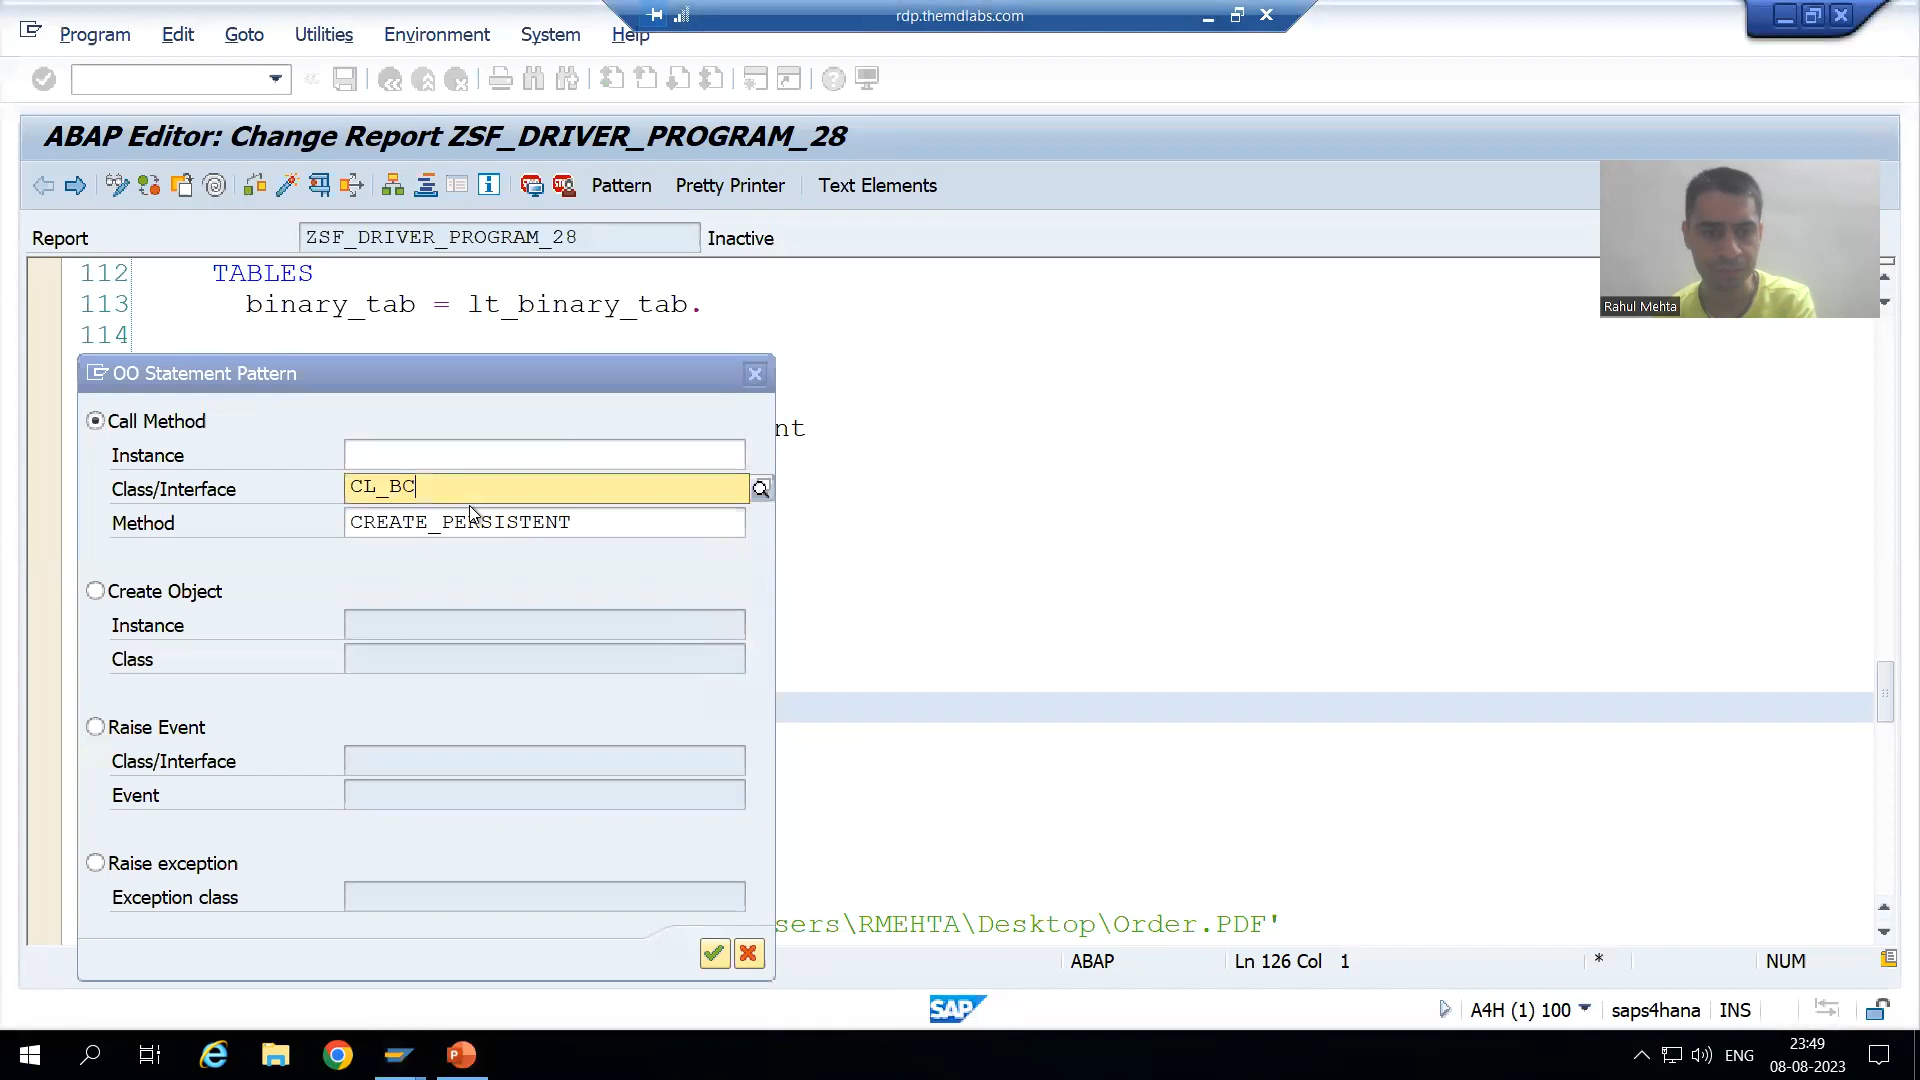 rdp.themdlabs.com
Program Edit Goto Utilities Environment System Help
ABAP Editor: Change Report ZSF_DRIVER_PROGRAM_28
Pattern Pretty Printer Text Elements
Report ZSF_DRIVER_PROGRAM_28 Inactive
Rahul Mehta
112 TABLES
113 binary_tab = lt_binary_tab.
114
OO Statement Pattern
Call Method
nt
Instance
Class/Interface CL_BC
Method CREATE_PERSISTENT
Create Object
Instance
Class
Raise Event
Class/Interface
Event
Raise exception
Exception class
sers\RMEHTA\Desktop\Order.PDF'
ABAP Ln 126 Col 1 * NUM
SAP A4H (1) 100 saps4hana INS
ENG 23:49
08-08-2023